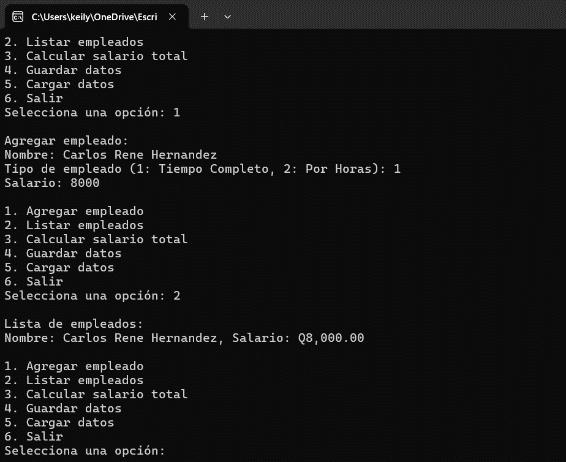 C:\Users\keily\OneDrive\Escri
2. Listar empleados
3. Calcular salario total
4. Guardar datos
5. Cargar datos
6. Salir
Selecciona una opción: 1
Agregar empleado:
Nombre: Carlos Rene Hernandez
Tipo de empleado (1: Tiempo Completo, 2: Por Horas): 1
Salario: 8000
1. Agregar empleado
2. Listar empleados
3. Calcular salario total
4. Guardar datos
5. Cargar datos
6. Salir
Selecciona una opción: 2
Lista de empleados:
Nombre: Carlos Rene Hernandez, Salario: Q8,000.00
1. Agregar empleado
2. Listar empleados
3. Calcular salario total
4. Guardar datos
5. Cargar datos
6. Salir
Selecciona una opción: